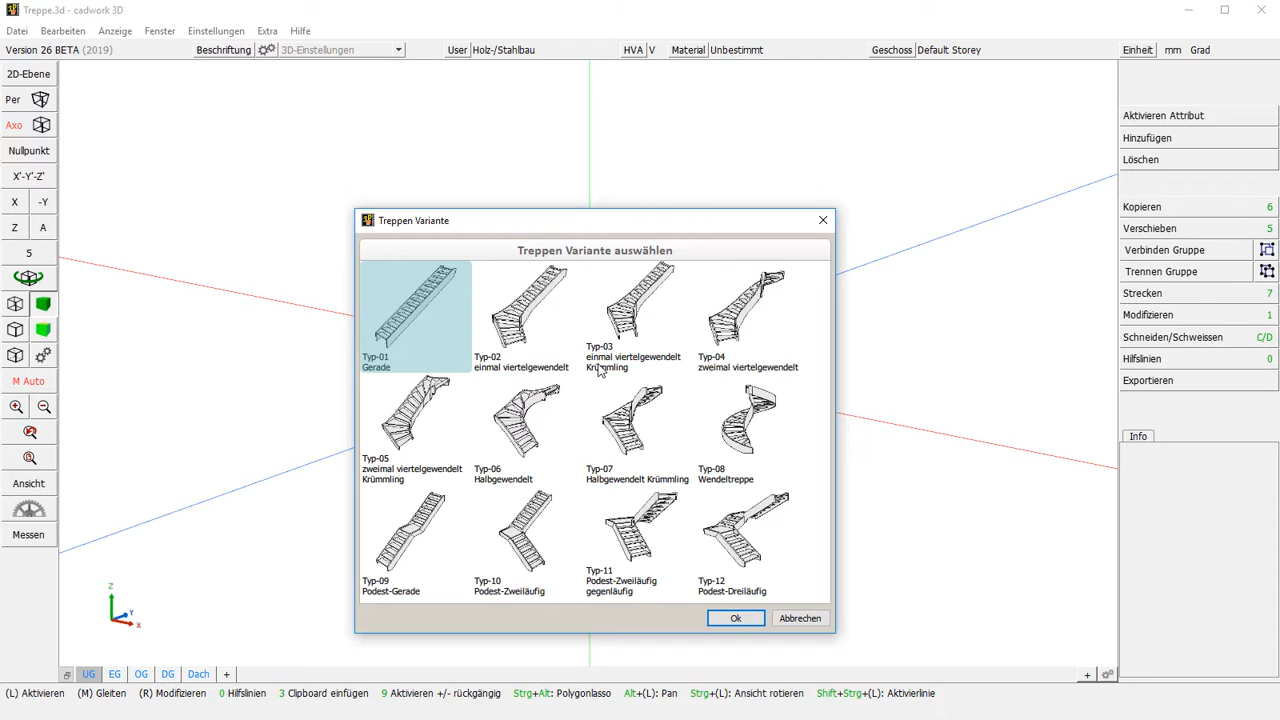 Treppe.3d - cadwork 3D
Datei Bearbeiten Anzeige Fenster Einstellungen Extra Hilfe
Version 26 BETA (2019) Beschriftung 3D-Einstellungen User Holz-/Stahlbau HVA V Material Unbestimmt Geschoss Default Storey Einheit mm Grad
2D-Ebene
Per
Axo
Nullpunkt
X'-Y'-Z'
X -Y
Z A
5
M Auto
Ansicht
Messen
Treppen Variante
Treppen Variante auswählen
Typ-01
Gerade
Typ-02
einmal viertelgewendelt
Typ-03
einmal viertelgewendelt
Krümmling
Typ-04
zweimal viertelgewendelt
Typ-05
zweimal viertelgewendelt
Krümmling
Typ-06
Halbgewendelt
Typ-07
Halbgewendelt Krümmling
Typ-08
Wendeltreppe
Typ-09
Podest-Gerade
Typ-10
Podest-Zweiläufig
Typ-11
Podest-Zweiläufig
gegenläufig
Typ-12
Podest-Dreiläufig
Ok Abbrechen
Aktivieren Attribut
Hinzufügen
Löschen
Kopieren 6
Verschieben 5
Verbinden Gruppe
Trennen Gruppe
Strecken 7
Modifizieren 1
Schneiden/Schweissen C/D
Hilfslinien 0
Exportieren
Info
Z
Y
X
UG EG OG DG Dach + +
(L) Aktivieren (M) Gleiten (R) Modifizieren 0 Hilfslinien 3 Clipboard einfügen 9 Aktivieren +/- rückgängig Strg+Alt: Polygonlasso Alt+(L): Pan Strg+(L): Ansicht rotieren Shift+Strg+(L): Aktivierlinie